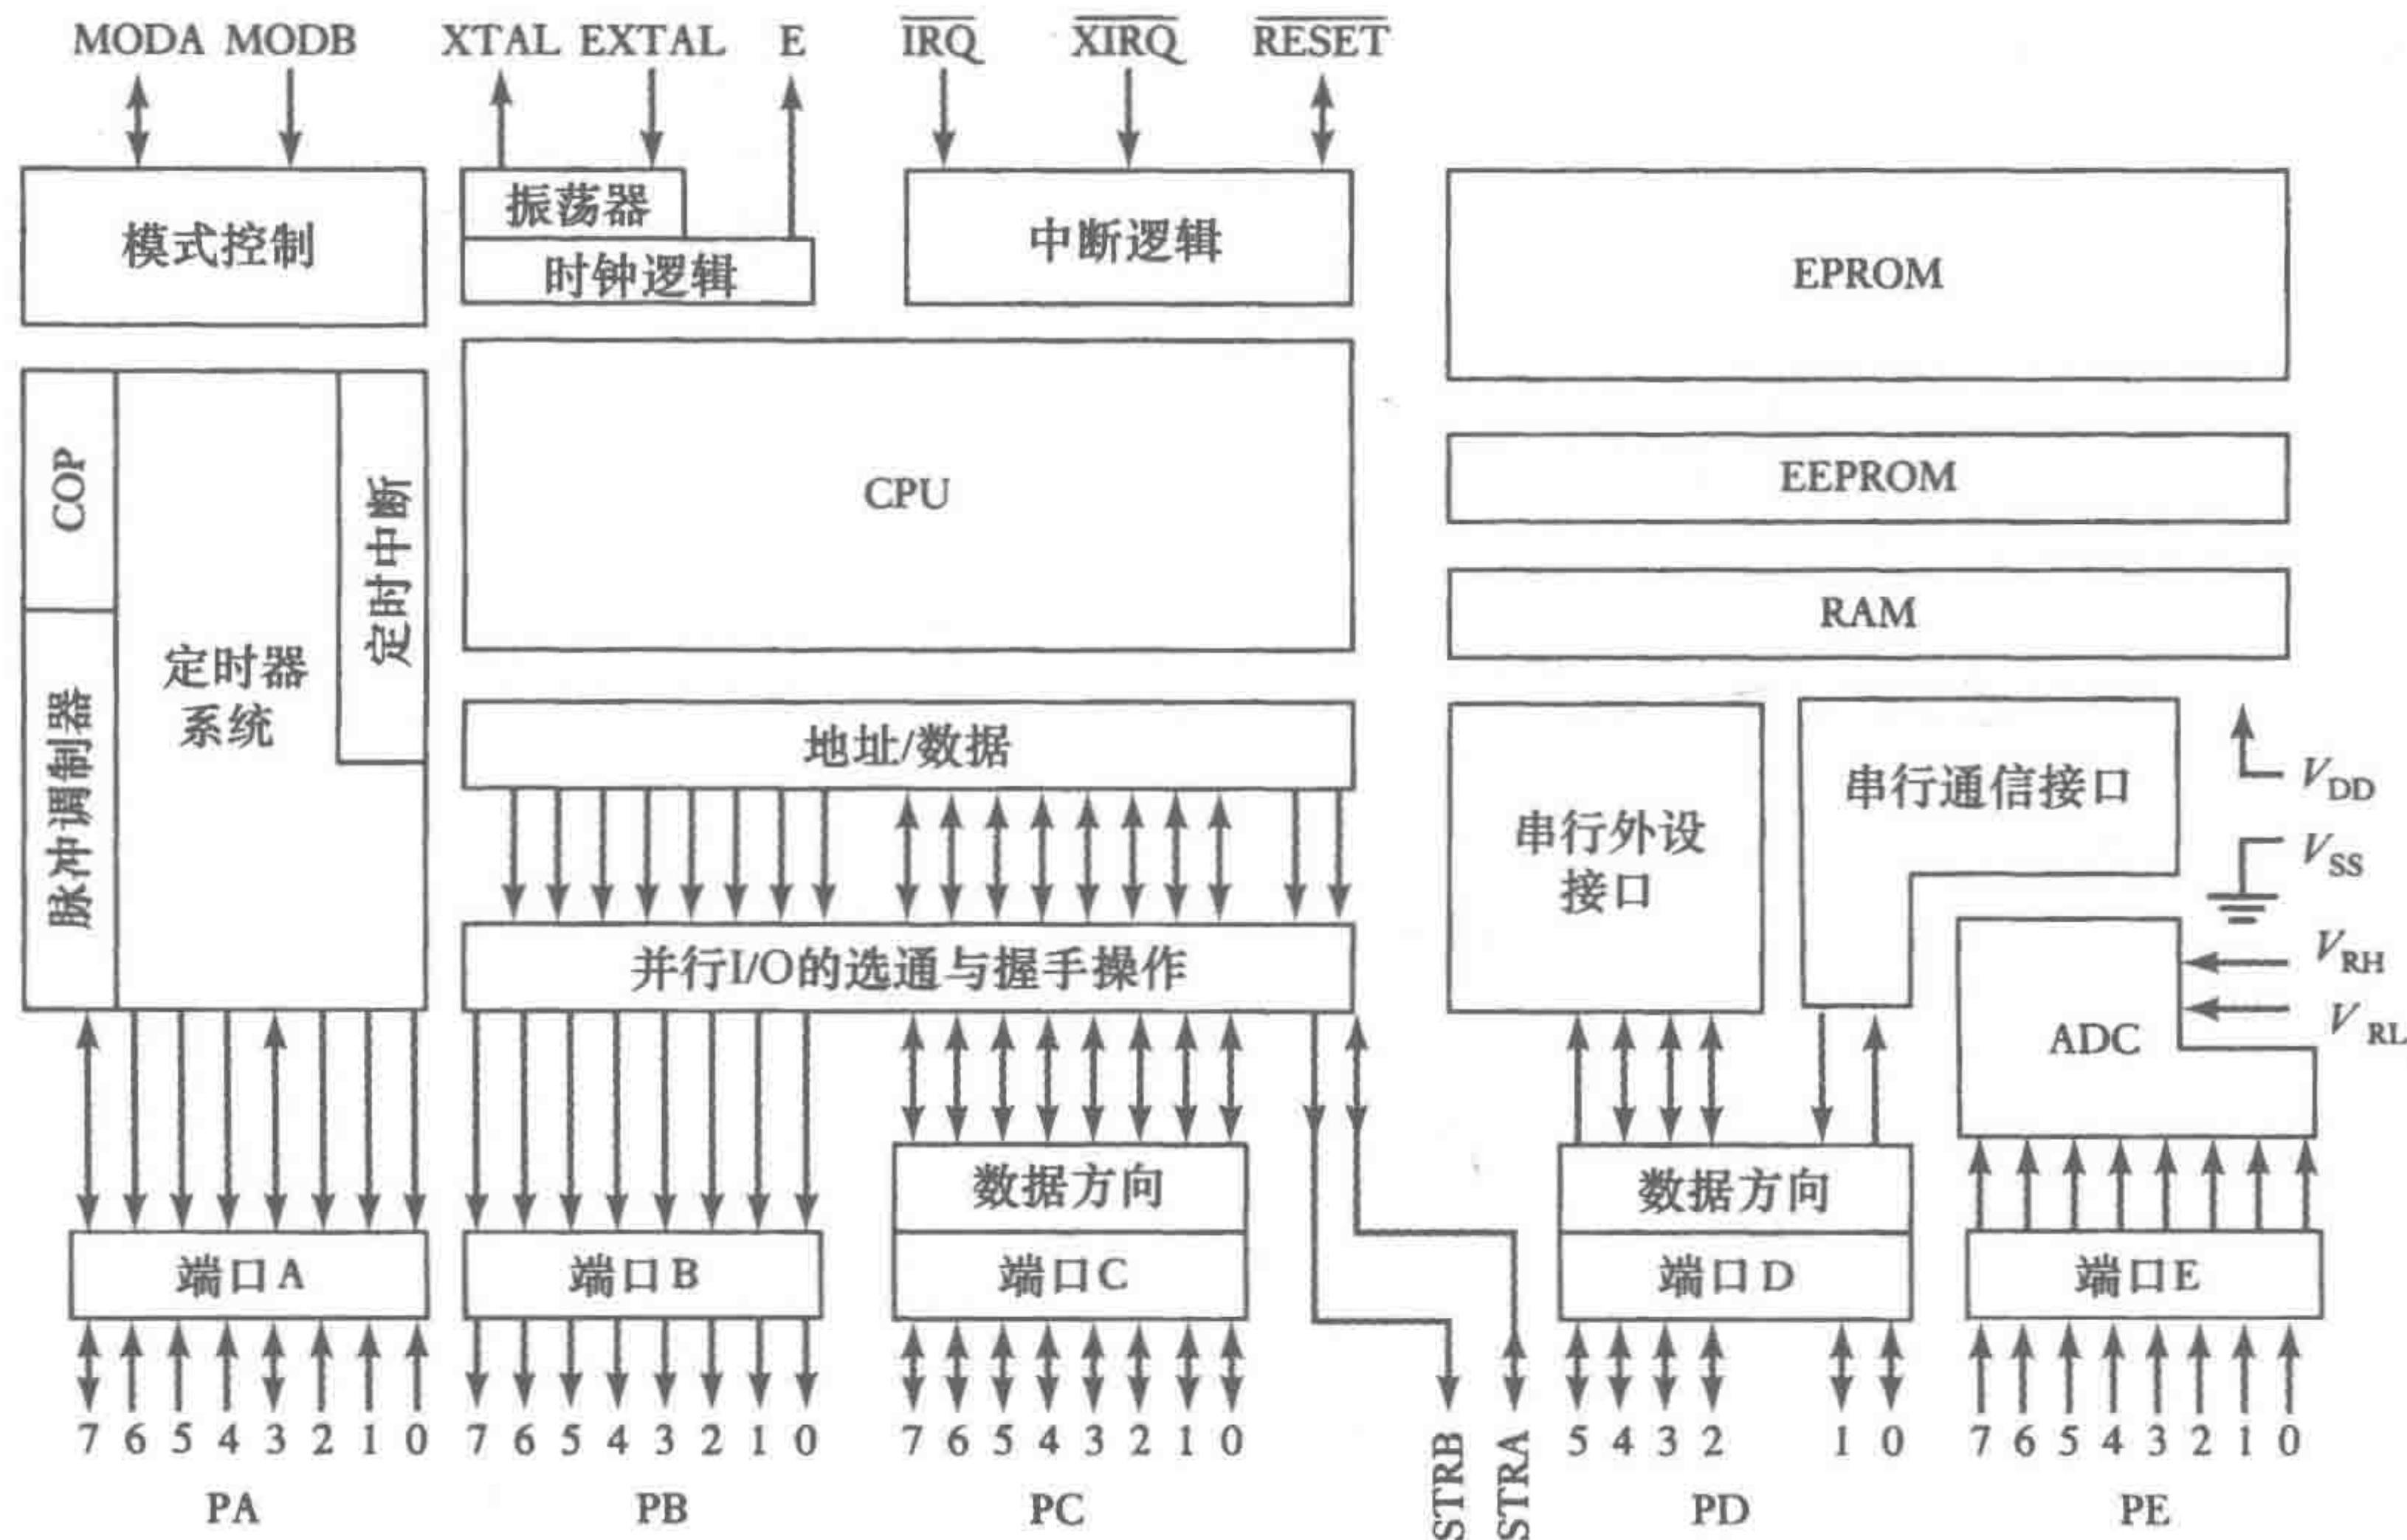 MODA MODB XTAL EXTAL E IRQ XIRQ RESET
模式控制
振荡器
时钟逻辑
中断逻辑
EPROM
COP
定时器
系统
定时中断
脉冲调制器
CPU
EEPROM
RAM
地址/数据
并行I/O的选通与握手操作
串行外设
接口
串行通信接口
VDD
VSS
VRH
VRL
ADC
数据方向
数据方向
端口A
端口B
端口C
端口D
端口E
7 6 5 4 3 2 1 0
7 6 5 4 3 2 1 0
7 6 5 4 3 2 1 0
STRB
STRA
5 4 3 2 1 0
7 6 5 4 3 2 1 0
PA
PB
PC
PD
PE